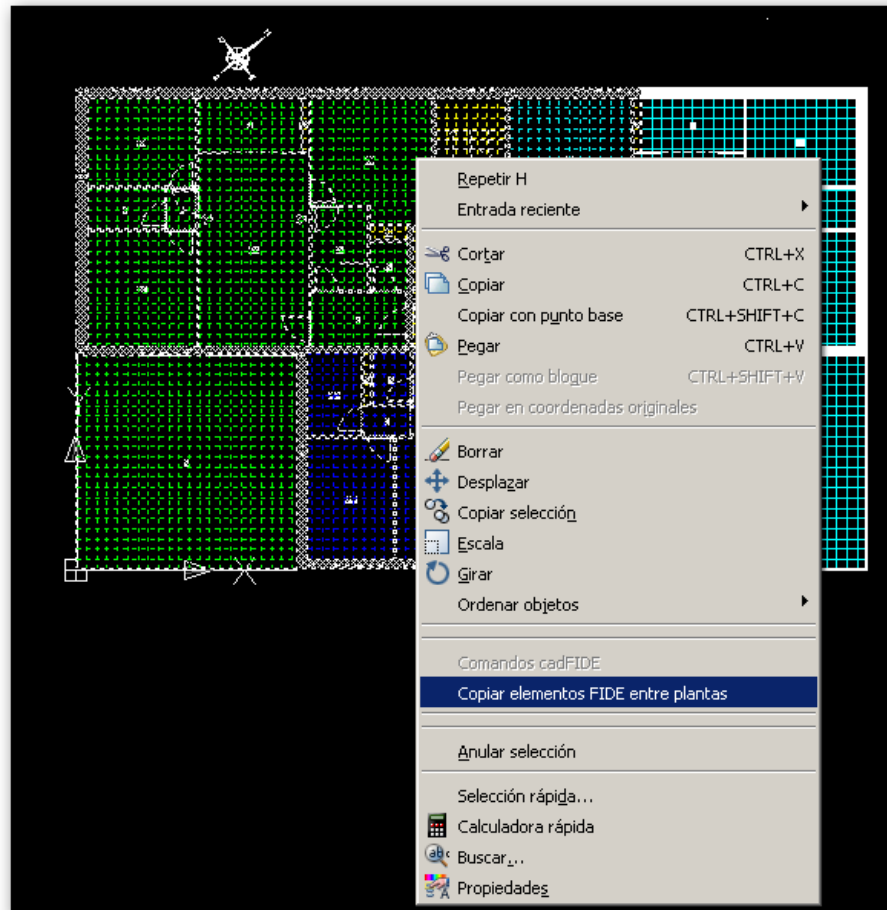 Repetir H
Entrada reciente
Cortar CTRL+X
Copiar CTRL+C
Copiar con punto base CTRL+SHIFT+C
Pegar CTRL+V
Pegar como bloque CTRL+SHIFT+V
Pegar en coordenadas originales
Borrar
Desplazar
Copiar selección
Escala
Girar
Ordenar objetos
Comandos cadFIDE
Copiar elementos FIDE entre plantas
Anular selección
Selección rápida...
Calculadora rápida
Buscar...
Propiedades